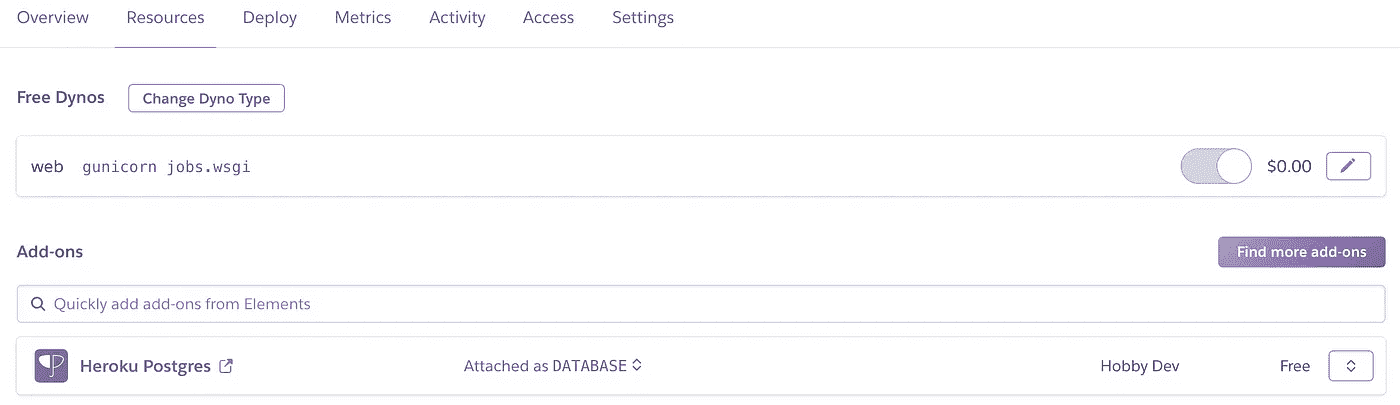 Overview Resources Deploy Metrics Activity Access Settings
Free Dynos Change Dyno Type
web gunicorn jobs.wsgi $0.00
Add-ons Find more add-ons
Quickly add add-ons from Elements
Heroku Postgres Attached as DATABASE Hobby Dev Free